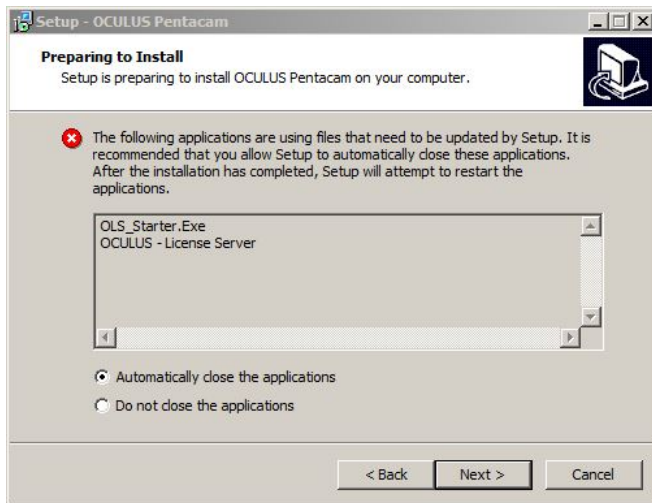 Setup - OCULUS Pentacam
Preparing to Install
Setup is preparing to install OCULUS Pentacam on your computer.
The following applications are using files that need to be updated by Setup. It is
recommended that you allow Setup to automatically close these applications.
After the installation has completed, Setup will attempt to restart the
applications.
OLS_Starter.Exe
OCULUS - License Server
Automatically close the applications
Do not close the applications
< Back
Next >
Cancel